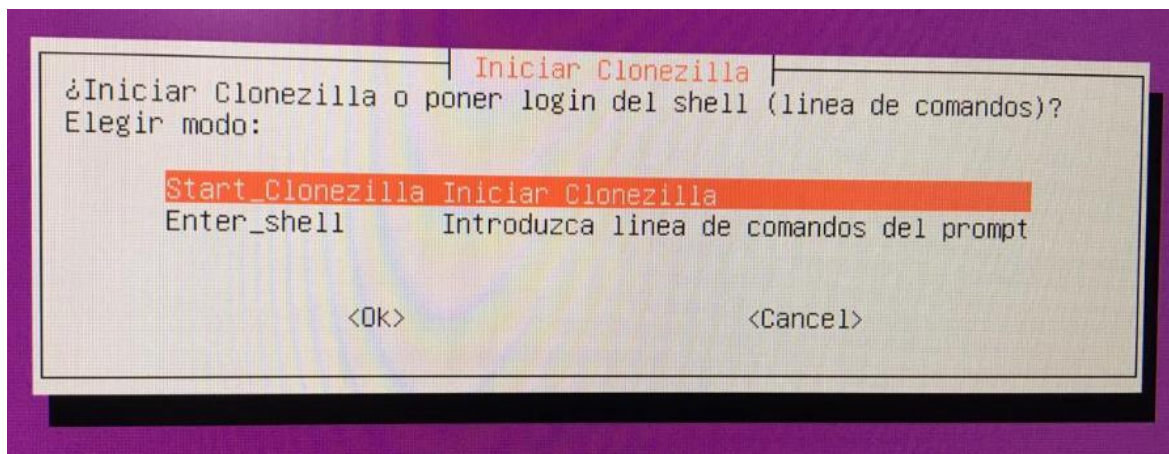 Iniciar Clonezilla
¿Iniciar Clonezilla o poner login del shell (linea de comandos)?
Elegir modo:
Start_Clonezilla Iniciar Clonezilla
Enter_shell Introduzca linea de comandos del prompt
<Ok> <Cancel>